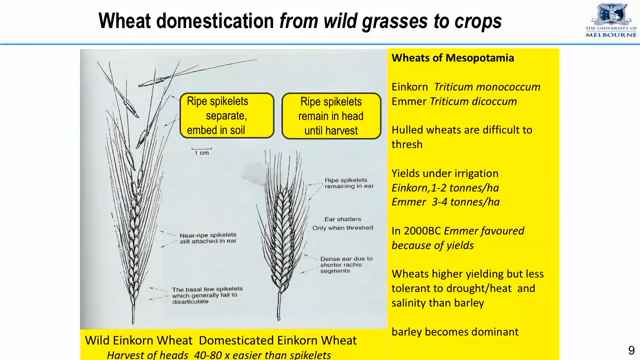 Wheat domestication from wild grasses to crops
THE UNIVERSITY OF
MELBOURNE
Ripe spikelets
separate,
embed in soil
Ripe spikelets
remain in head
until harvest
1 cm
Near-ripe spikelets
still attached in ear
The basal few spikelets
which generally fail to
disarticulate
Ripe spikelets
remaining in ear
Ear shatters
Only when threshed
Dense ear due to
shorter rachis
segments
Wild Einkorn Wheat Domesticated Einkorn Wheat
Harvest of heads 40-80 x easier than spikelets
Wheats of Mesopotamia
Einkorn Triticum monococcum
Emmer Triticum dicoccum
Hulled wheats are difficult to
thresh
Yields under irrigation
Einkorn,1-2 tonnes/ha
Emmer 3-4 tonnes/ha
In 2000BC Emmer favoured
because of yields
Wheats higher yielding but less
tolerant to drought/heat and
salinity than barley
barley becomes dominant
9